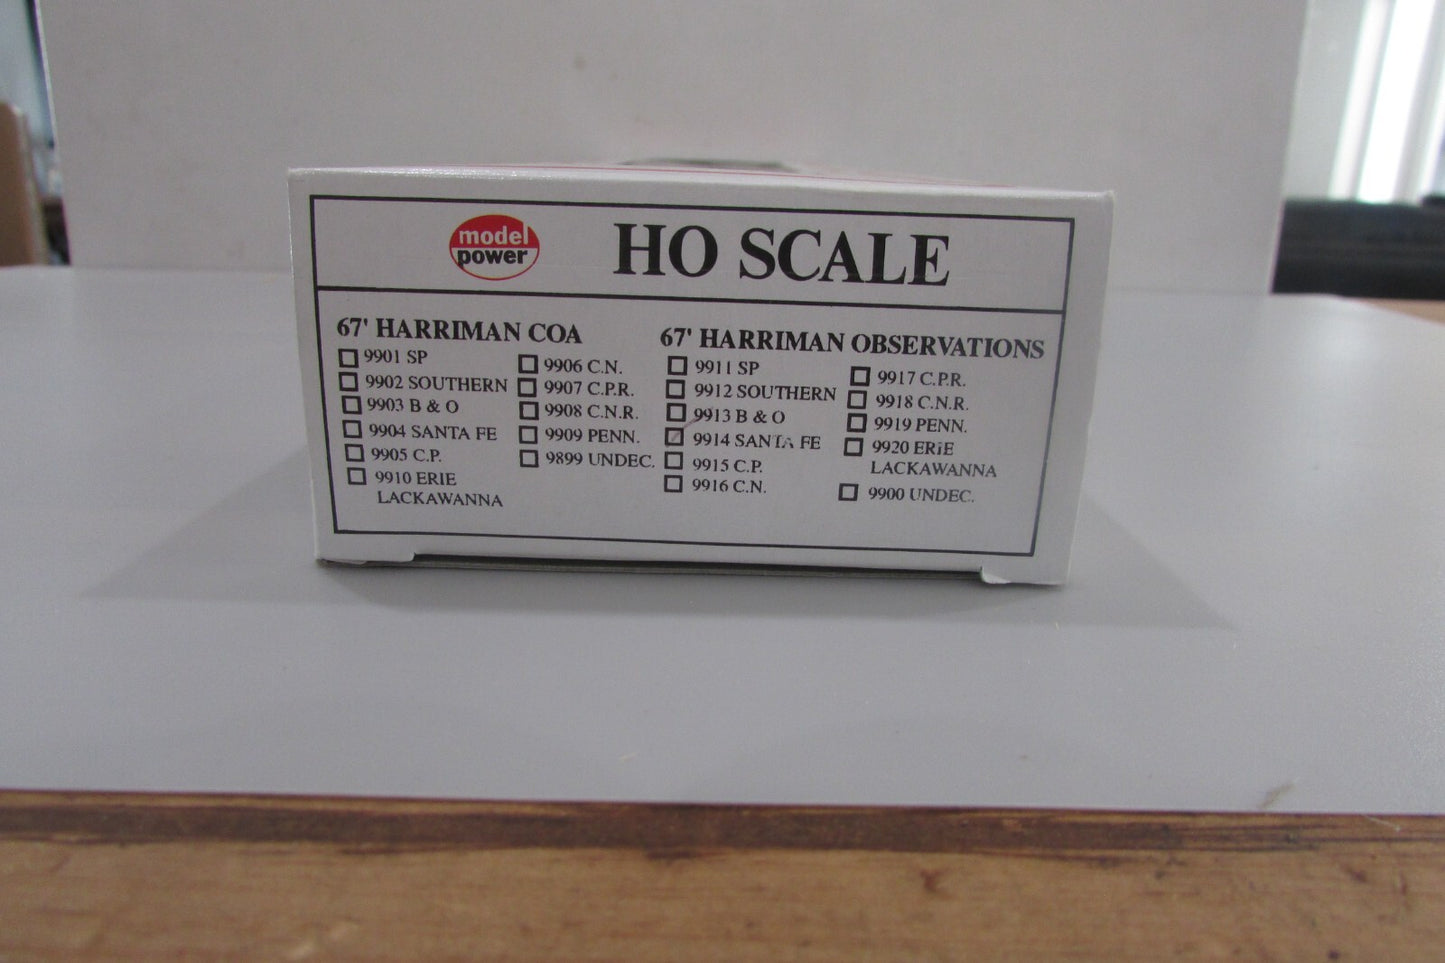 model
power
HO SCALE
67' HARRIMAN COA
9901 SP
9902 SOUTHERN
9903 B & O
9904 SANTA FE
9905 C.P.
9910 ERIE
LACKAWANNA
9906 C.N.
9907 C.P.R.
9908 C.N.R.
9909 PENN.
9899 UNDEC.
67' HARRIMAN OBSERVATIONS
9911 SP
9912 SOUTHERN
9913 B & O
9914 SANTA FE
9915 C.P.
9916 C.N.
9917 C.P.R.
9918 C.N.R.
9919 PENN.
9920 ERIE
LACKAWANNA
9900 UNDEC.